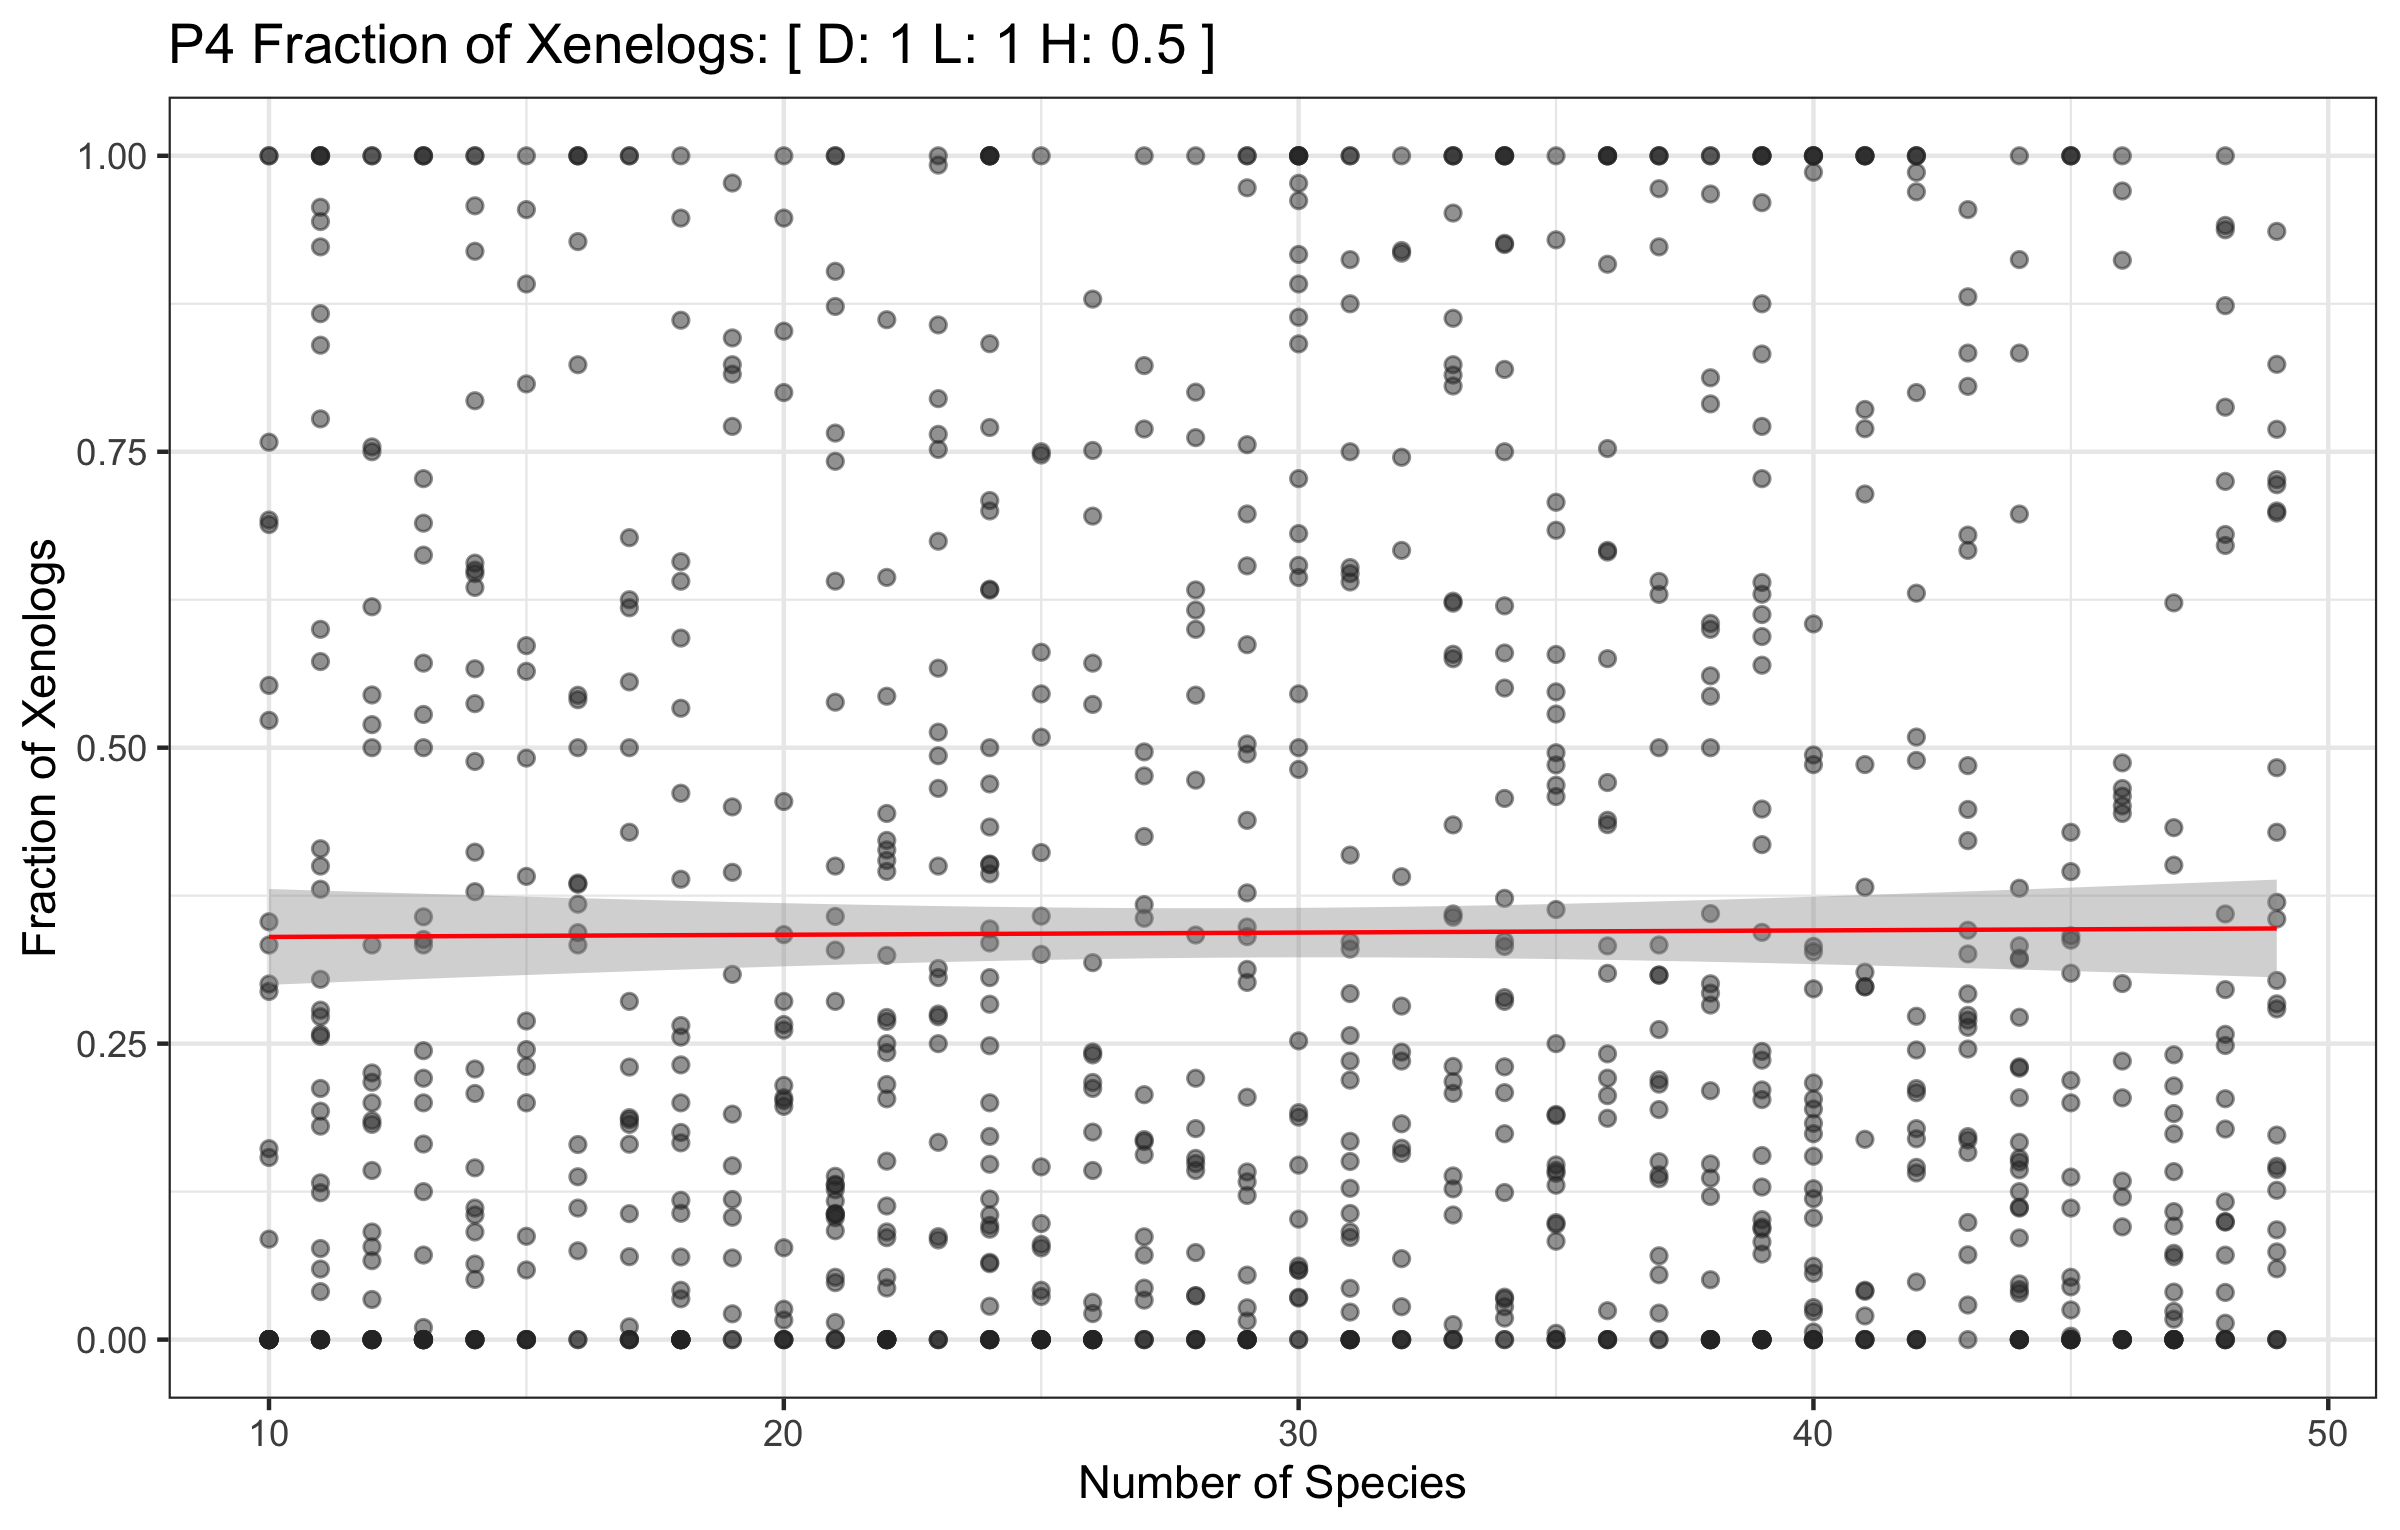 P4 Fraction of Xenelogs: [ D: 1 L: 1 H: 0.5 ]
Fraction of Xenologs
1.00
0.75
0.50
0.25
0.00
10 20 30 40 50
Number of Species